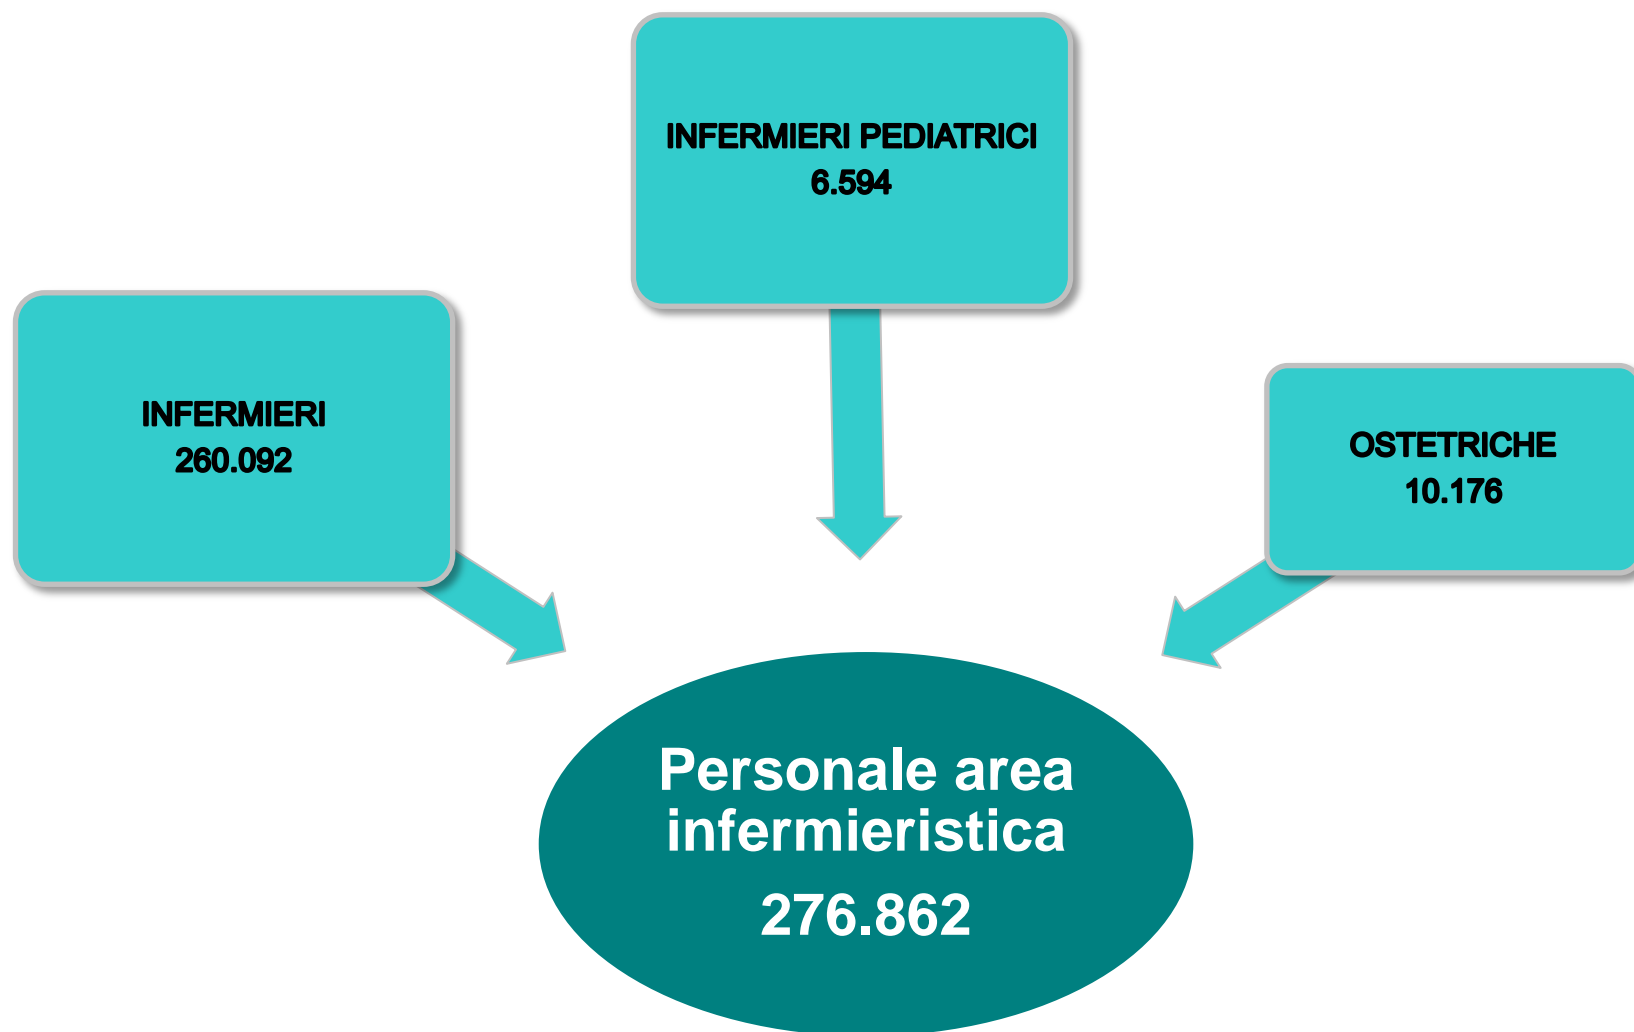 INFERMIERI PEDIATRICI
6.594
INFERMIERI
260.092
OSTETRICHE
10.176
Personale area
infermieristica
276.862